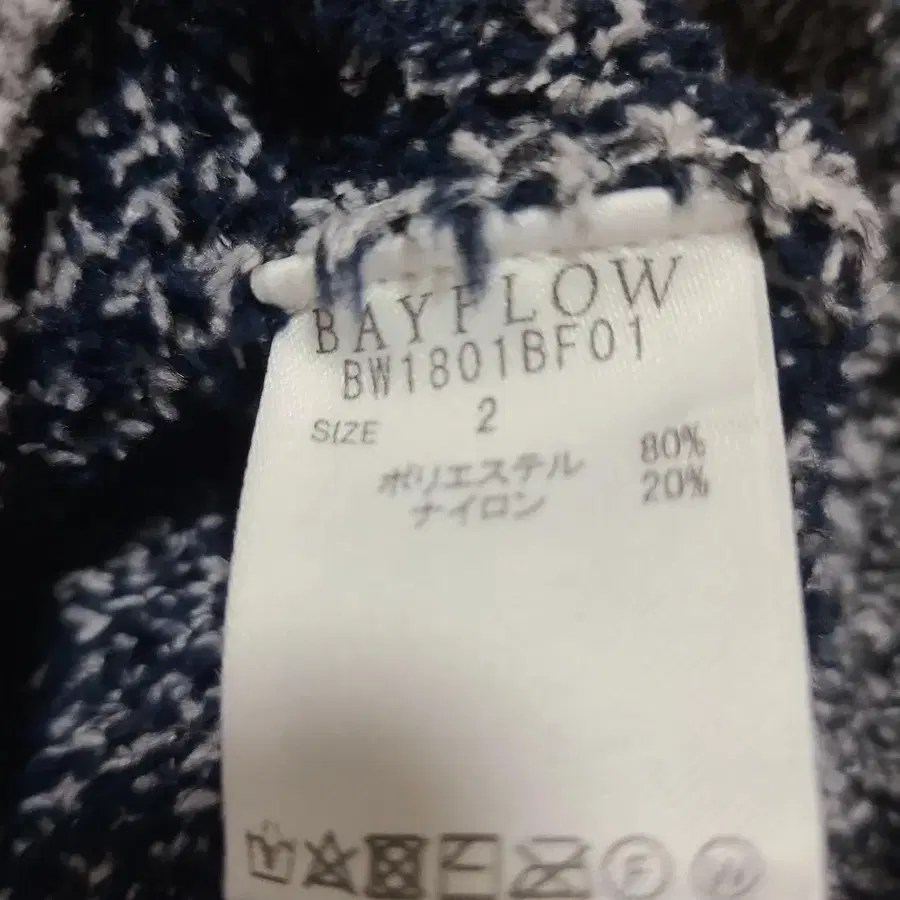 BAYFLOW
BW1801BF01
SIZE 2
ポリエステル 80%
ナイロン 20%